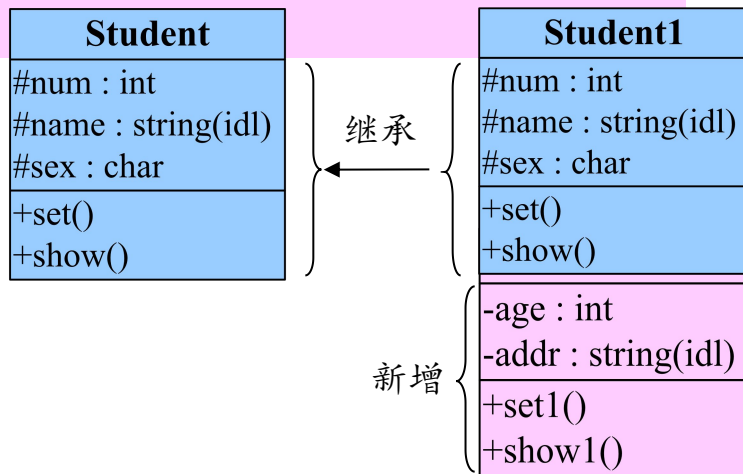 Student
#num : int
#name : string(idl)
#sex : char
+set()
+show()
继承
Student1
#num : int
#name : string(idl)
#sex : char
+set()
+show()
新增
-age : int
-addr : string(idl)
+set1()
+show1()